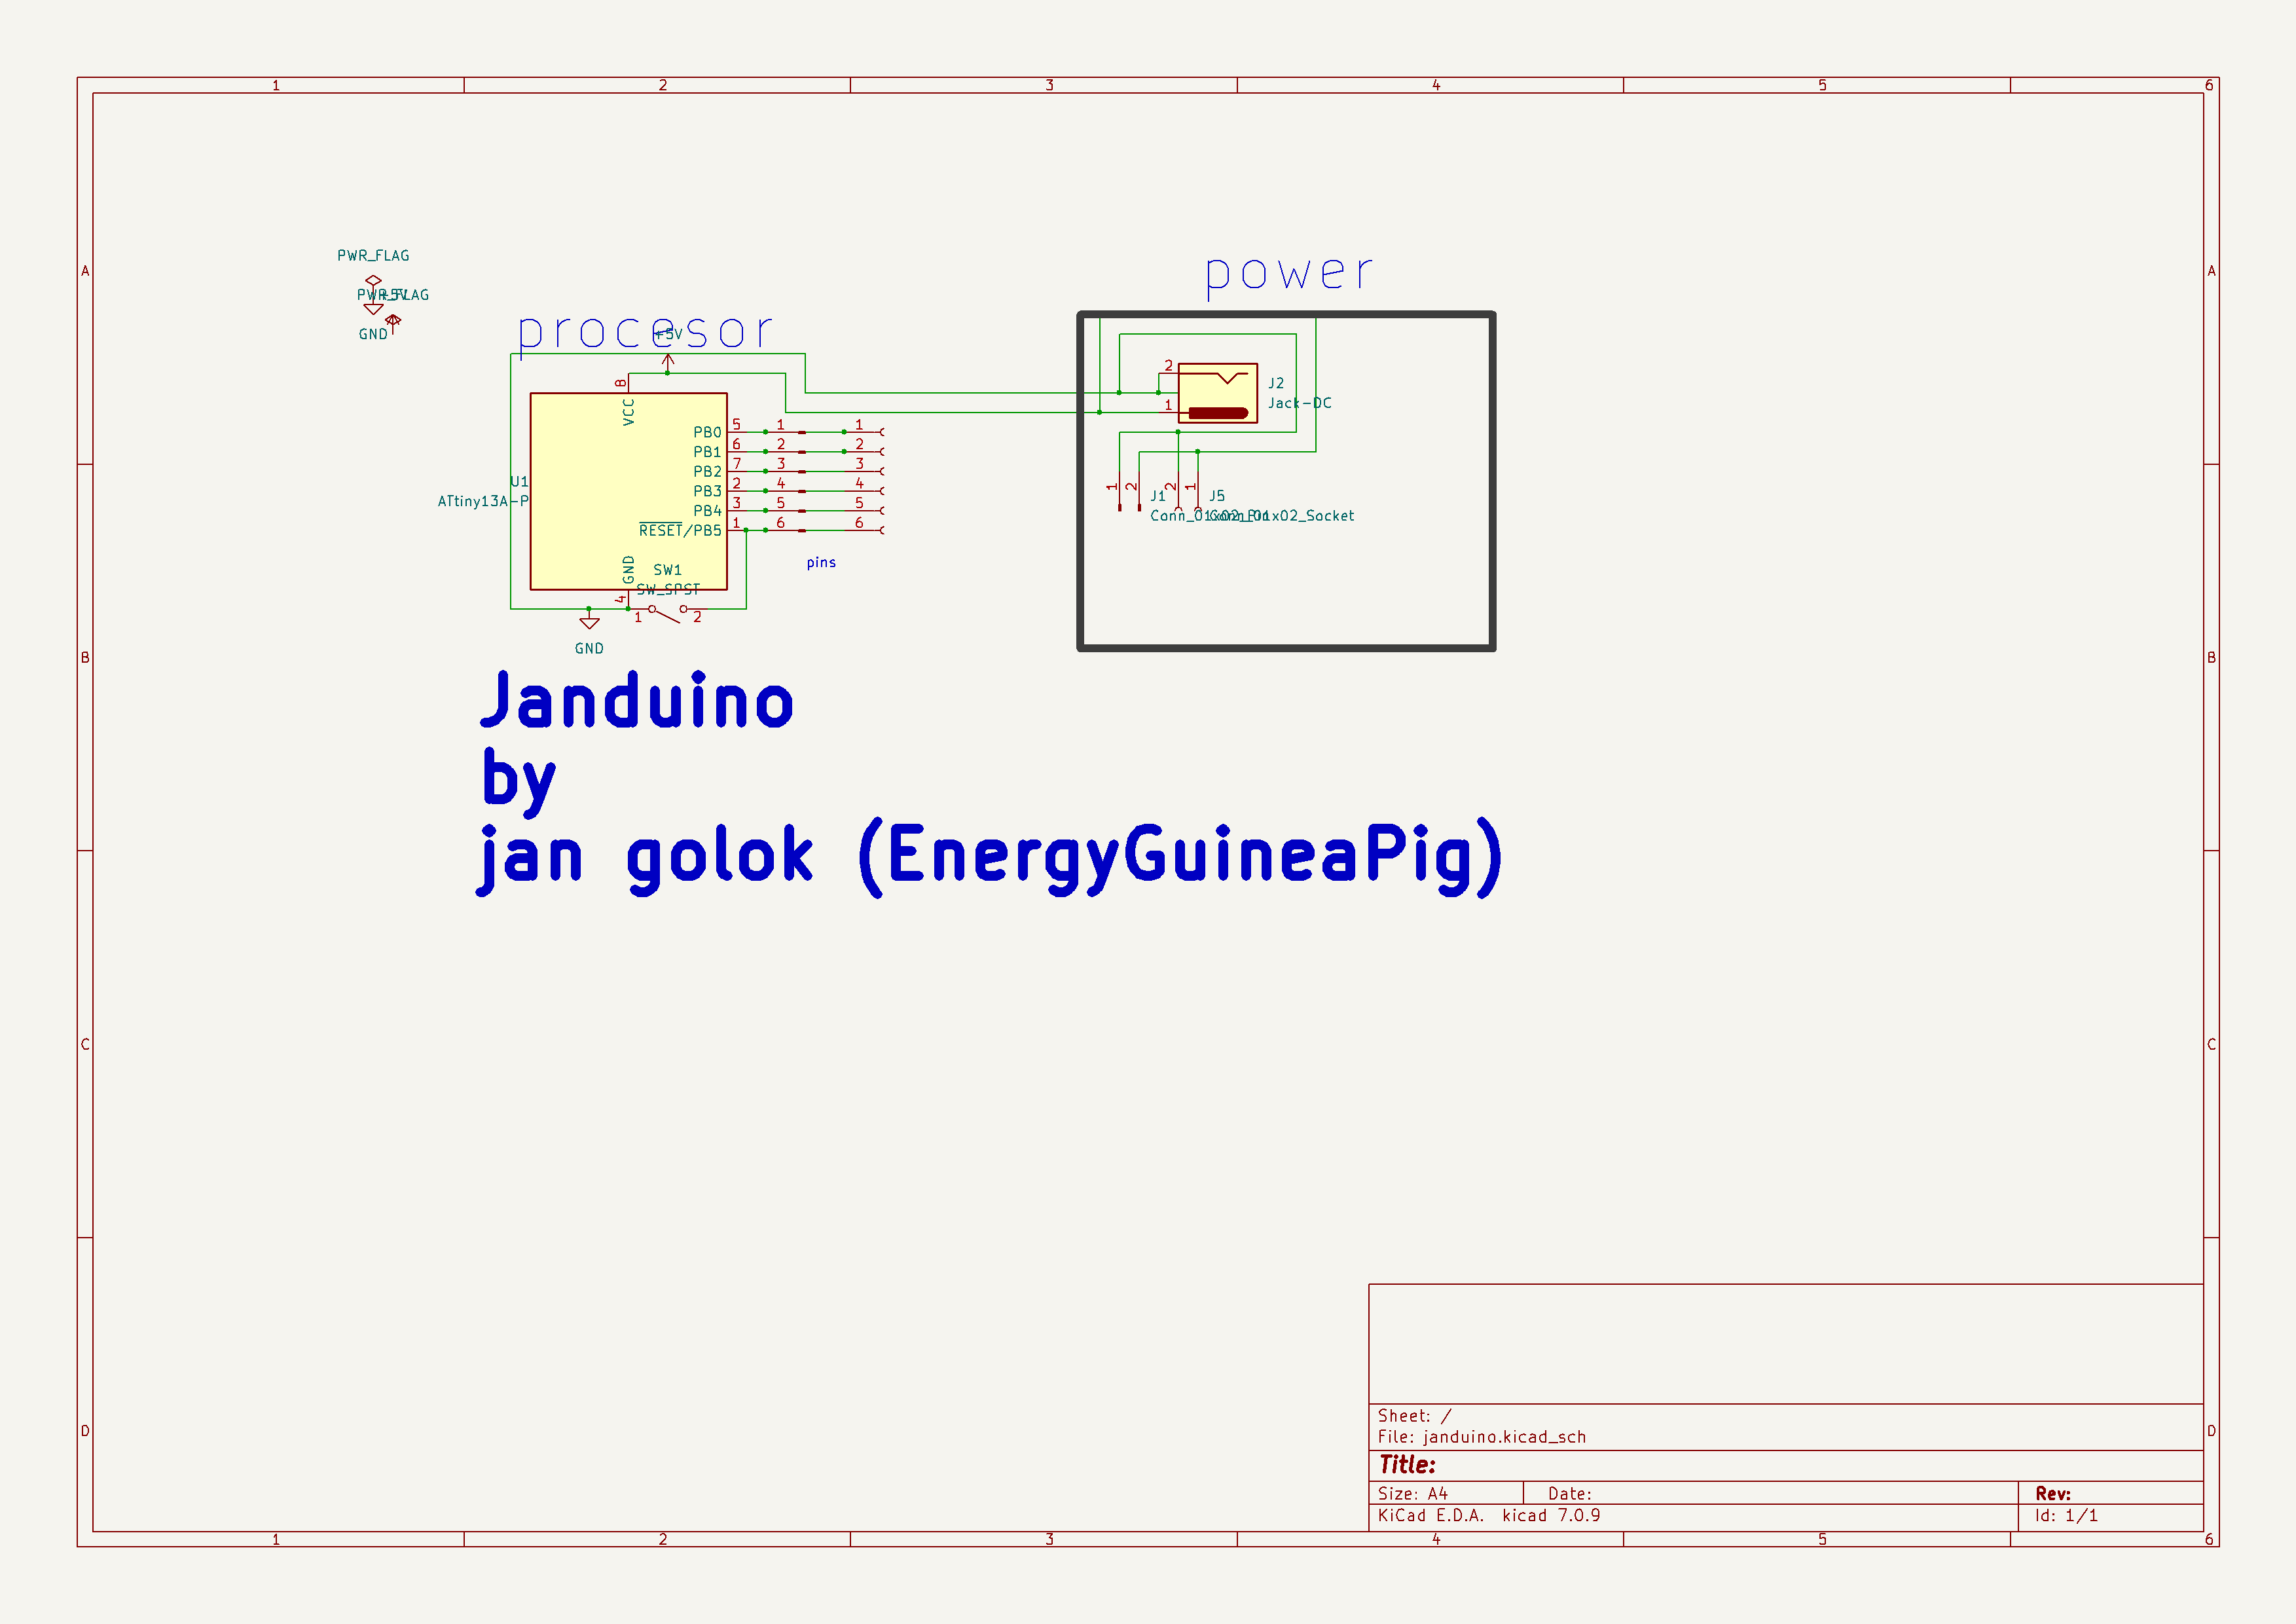 1 2 3 4 5 6
A A
PWR_FLAG
PWR_FLAG
+5V
GND
procesor
+5V
power
8
VCC
2
J2
Jack-DC
1
PB0 5 1 1
PB1 6 2 2
PB2 7 3 3
U1
PB3 2 4 4
ATtiny13A-P
PB4 3 5 5
RESET/PB5 1 6 6
1 2 2 1
J1
J5
Conn_01x02_Pin
Conn_01x02_Socket
pins
GND
4
SW1
SW_SPST
1 2
GND
B B
Janduino
by
jan golok (EnergyGuineaPig)
C C
D D
Sheet: /
File: janduino.kicad_sch
Title:
Size: A4 Date: Rev:
KiCad E.D.A. kicad 7.0.9 Id: 1/1
1 2 3 4 5 6